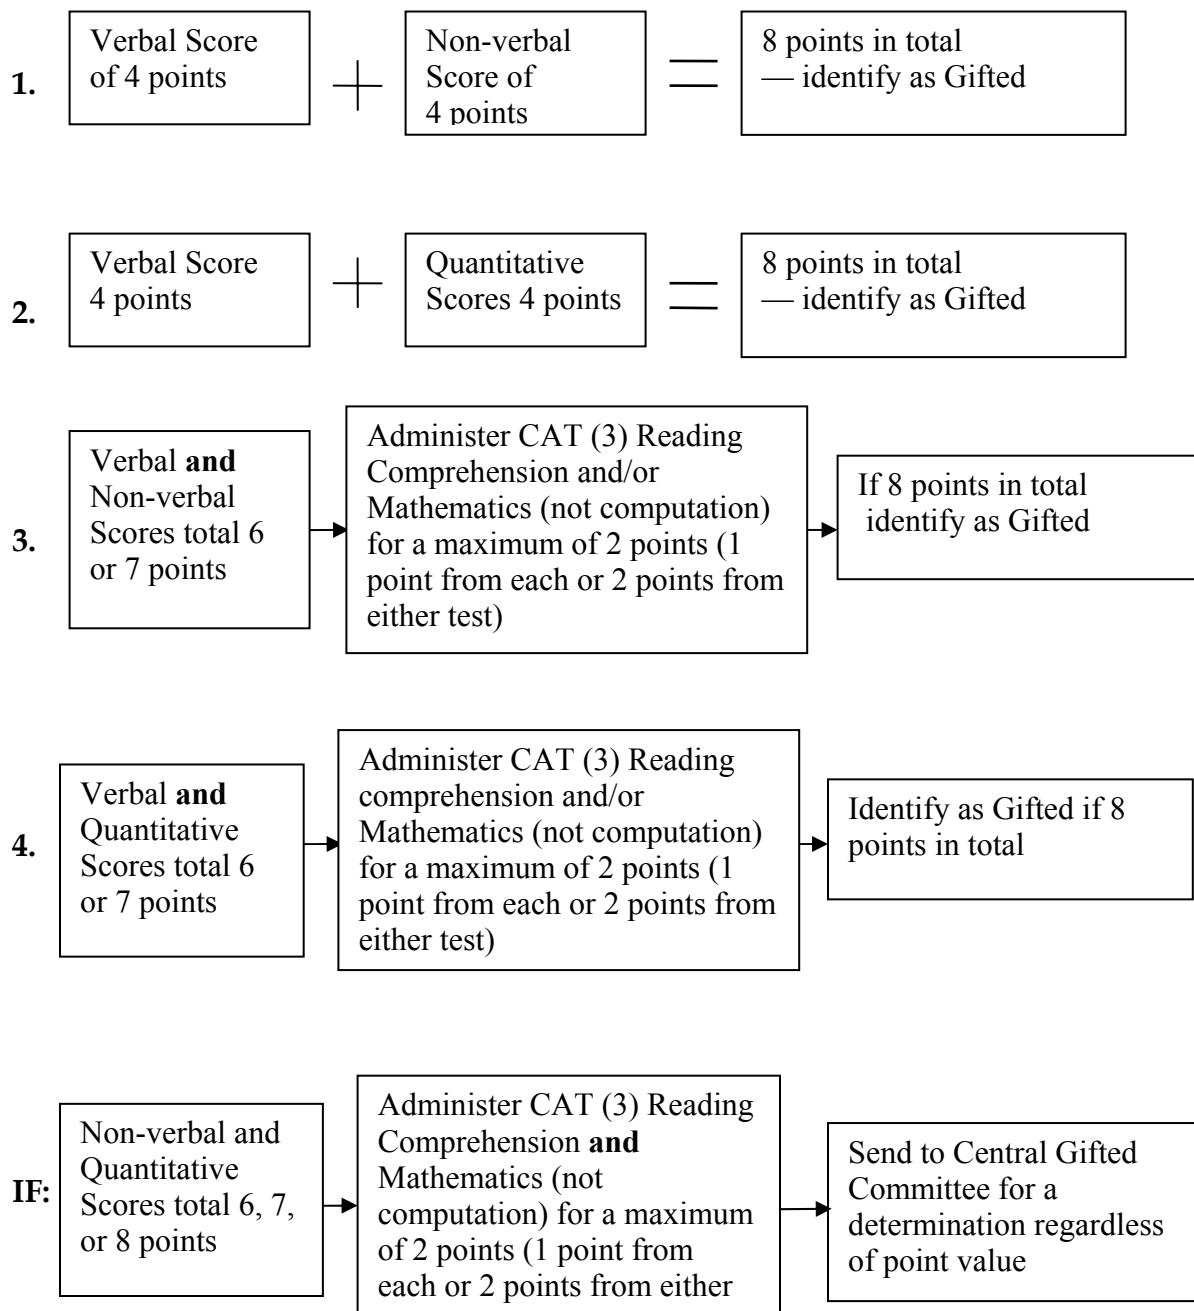 1.
Verbal Score
of 4 points
+
Non-verbal
Score of
4 points
=
8 points in total
— identify as Gifted
2.
Verbal Score
4 points
+
Quantitative
Scores 4 points
=
8 points in total
— identify as Gifted
3.
Verbal and
Non-verbal
Scores total 6
or 7 points
Administer CAT (3) Reading
Comprehension and/or
Mathematics (not computation)
for a maximum of 2 points (1
point from each or 2 points from
either test)
If 8 points in total
identify as Gifted
4.
Verbal and
Quantitative
Scores total 6
or 7 points
Administer CAT (3) Reading
comprehension and/or
Mathematics (not computation)
for a maximum of 2 points (1
point from each or 2 points from
either test)
Identify as Gifted if 8
points in total
IF:
Non-verbal and
Quantitative
Scores total 6, 7,
or 8 points
Administer CAT (3) Reading
Comprehension and
Mathematics (not
computation) for a maximum
of 2 points (1 point from
each or 2 points from either
Send to Central Gifted
Committee for a
determination regardless
of point value